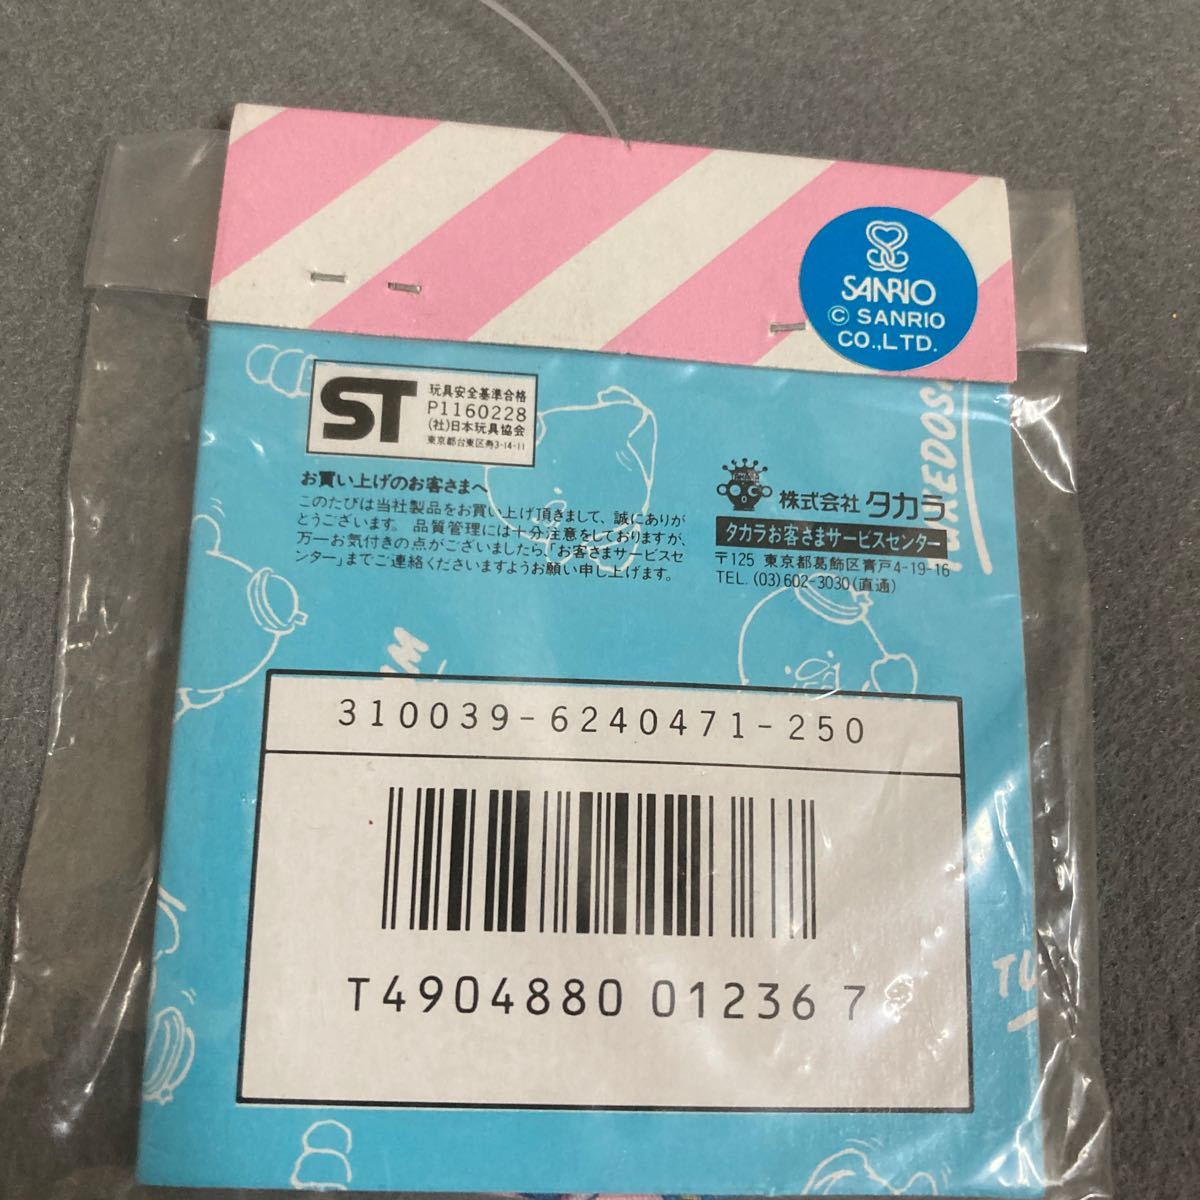 SANRIO
© SANRIO
CO.,LTD.
ST
玩具安全基準合格
P1160228
(社)日本玩具協会
東京都台東区寿3-14-11
お買い上げのお客さまへ
このたびは当社製品をお買い上げ頂きまして、誠にありが
とうございます。品質管理には十分注意をしておりますが、
万一お気付きの点がございましたら、「お客さまサービスセ
ンター」までご連絡くださいますようお願い申し上げます。
株式会社 タカラ
タカラお客さまサービスセンター
〒125 東京都葛飾区青戸4-19-16
TEL. (03)602-3030(直通)
310039-6240471-250
T4904880 01236 7
TU